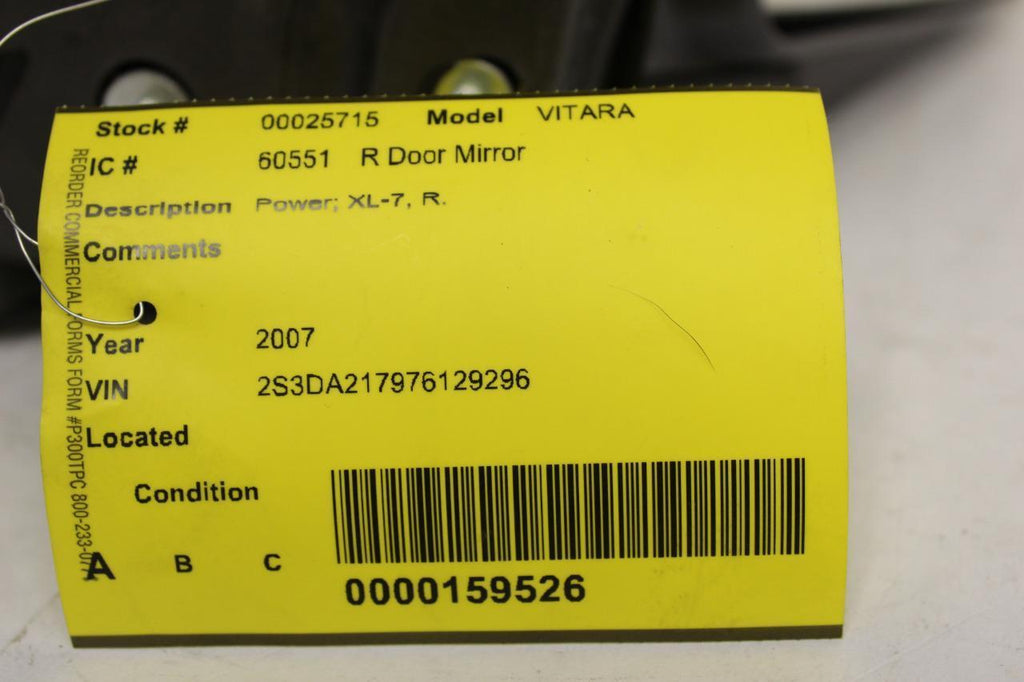 Stock # 00025715 Model VITARA
IC # 60551 R Door Mirror
Description Power; XL-7, R.
Comments
Year 2007
VIN 2S3DA217976129296
Located
Condition
A B C
0000159526
REORDER COMMERCIAL FORMS FORM #P300TPC 800-233-